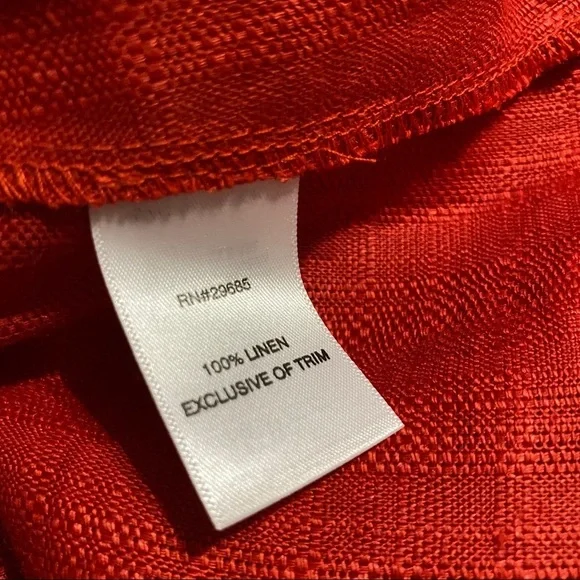 RN#29685
100% LINEN
EXCLUSIVE OF TRIM